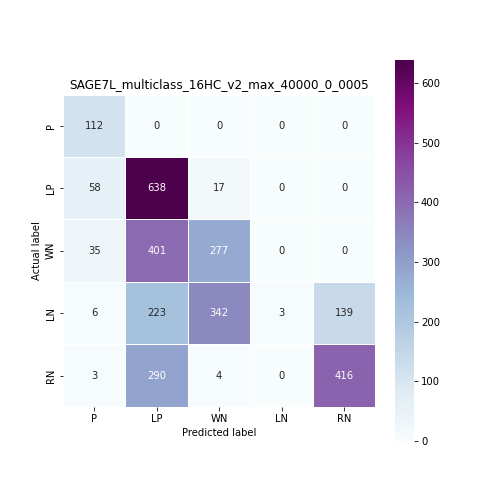 SAGE7L_multiclass_16HC_v2_max_40000_0_0005
P 112 0 0 0 0
LP 58 638 17 0 0
WN 35 401 277 0 0
LN 6 223 342 3 139
RN 3 290 4 0 416
P LP WN LN RN
Predicted label
Actual label
600
500
400
300
200
100
0